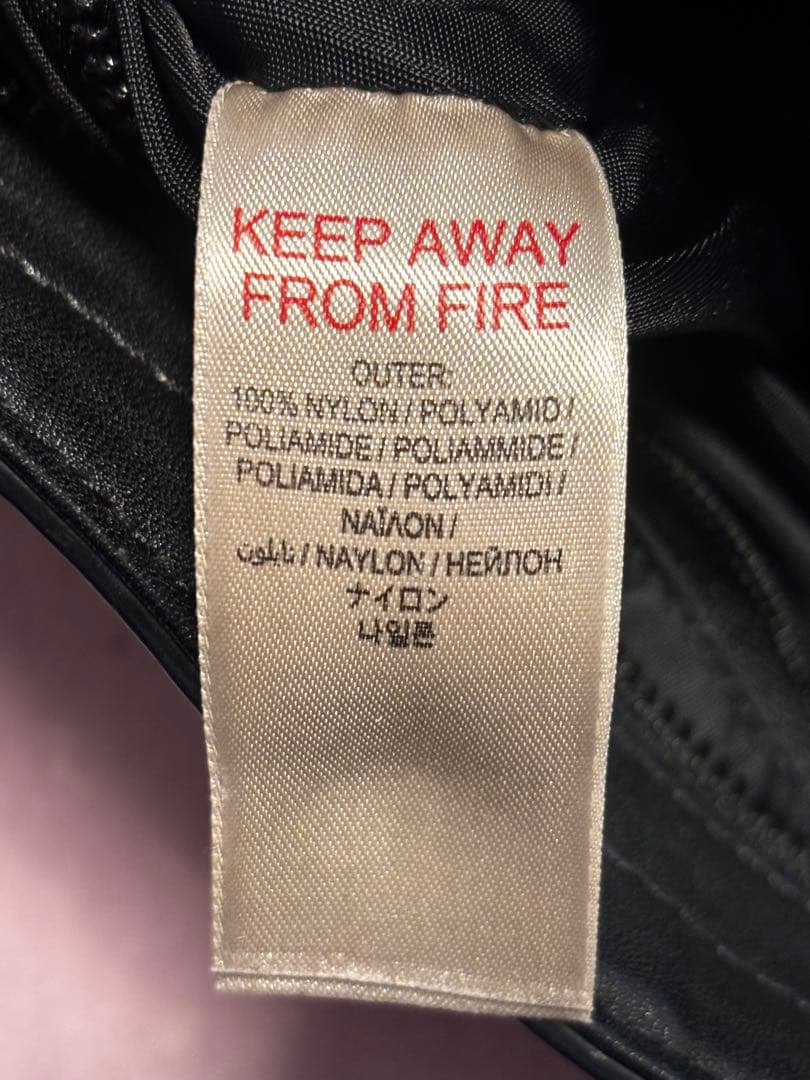 KEEP AWAY
FROM FIRE
OUTER:
100% NYLON / POLYAMID /
POLIAMIDE / POLIAMMIDE /
POLIAMIDA / POLYAMIDI /
ΝΑΪΛΟΝ /
نايلون / NAYLON / НЕЙЛОН
ナイロン
나일론